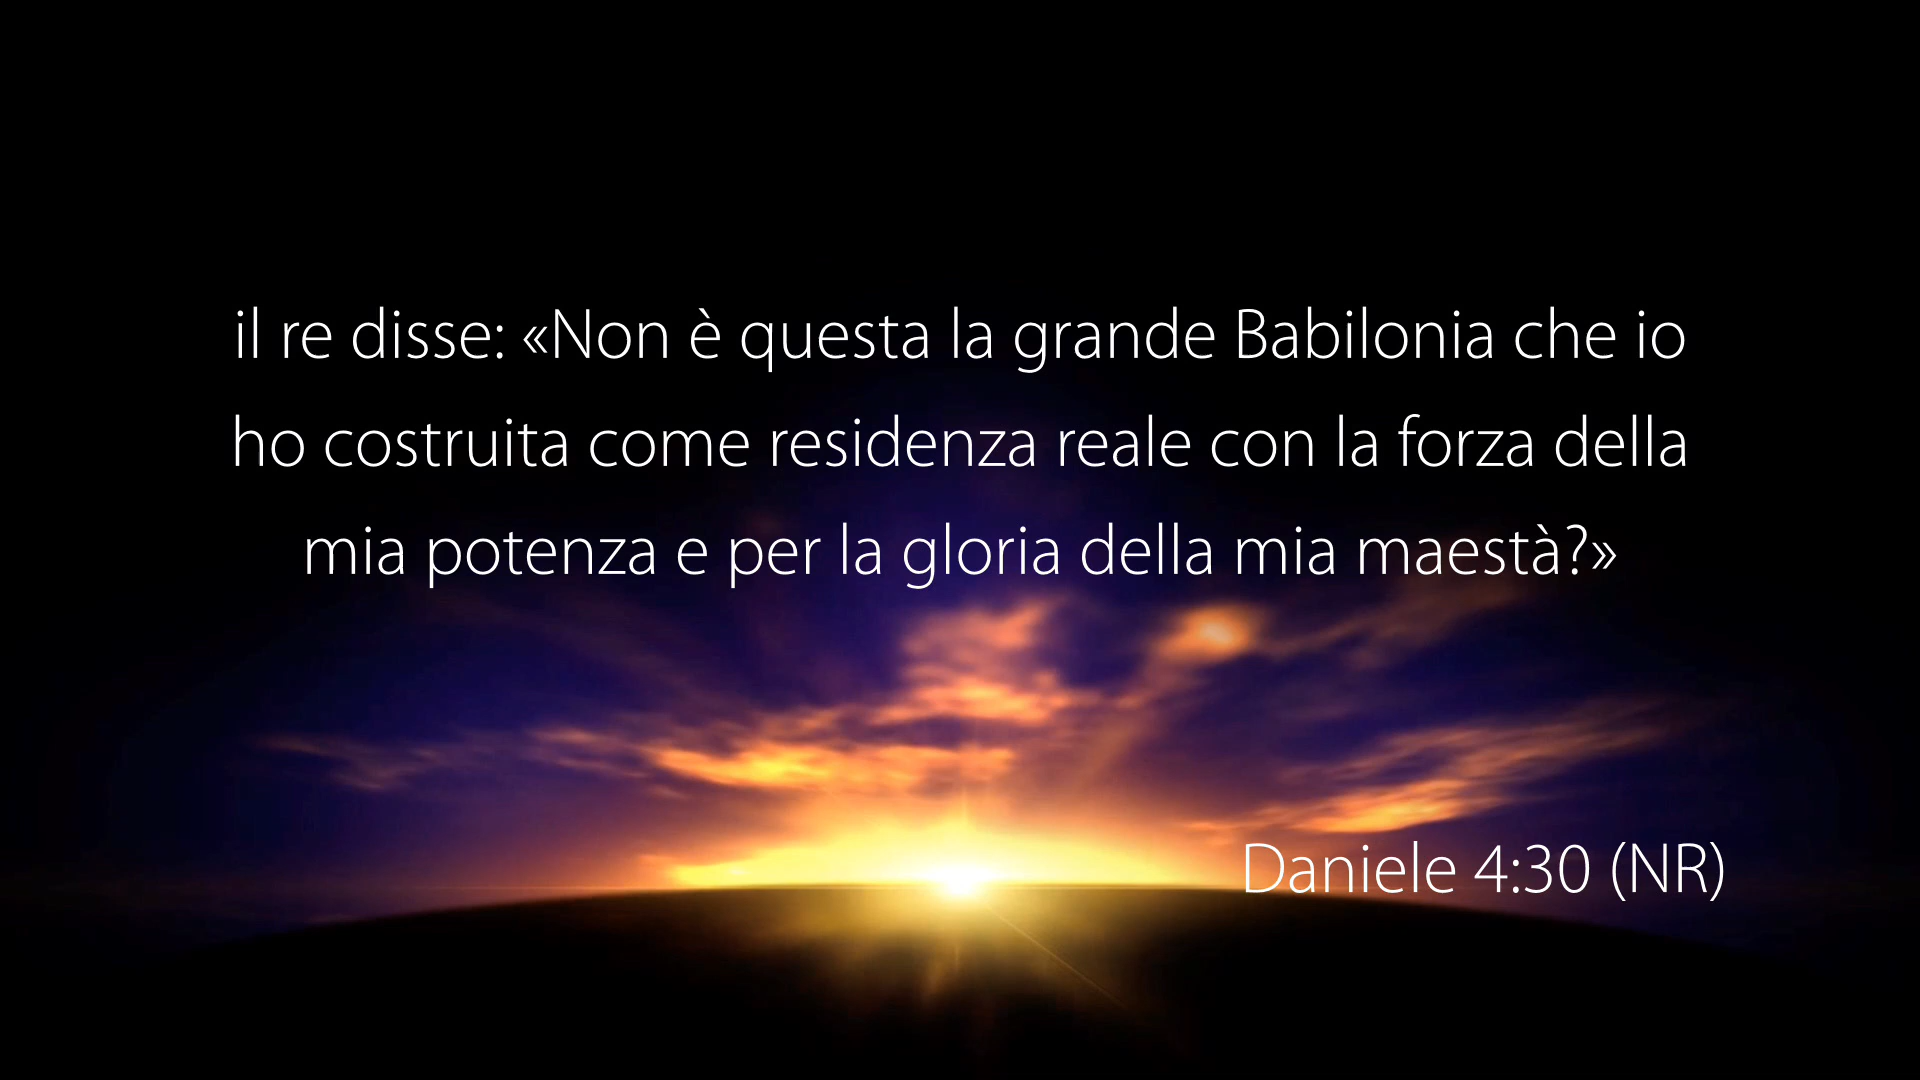 il re disse: «Non è questa la grande Babilonia che io
ho costruita come residenza reale con la forza della
mia potenza e per la gloria della mia maestà?»
Daniele 4:30 (NR)